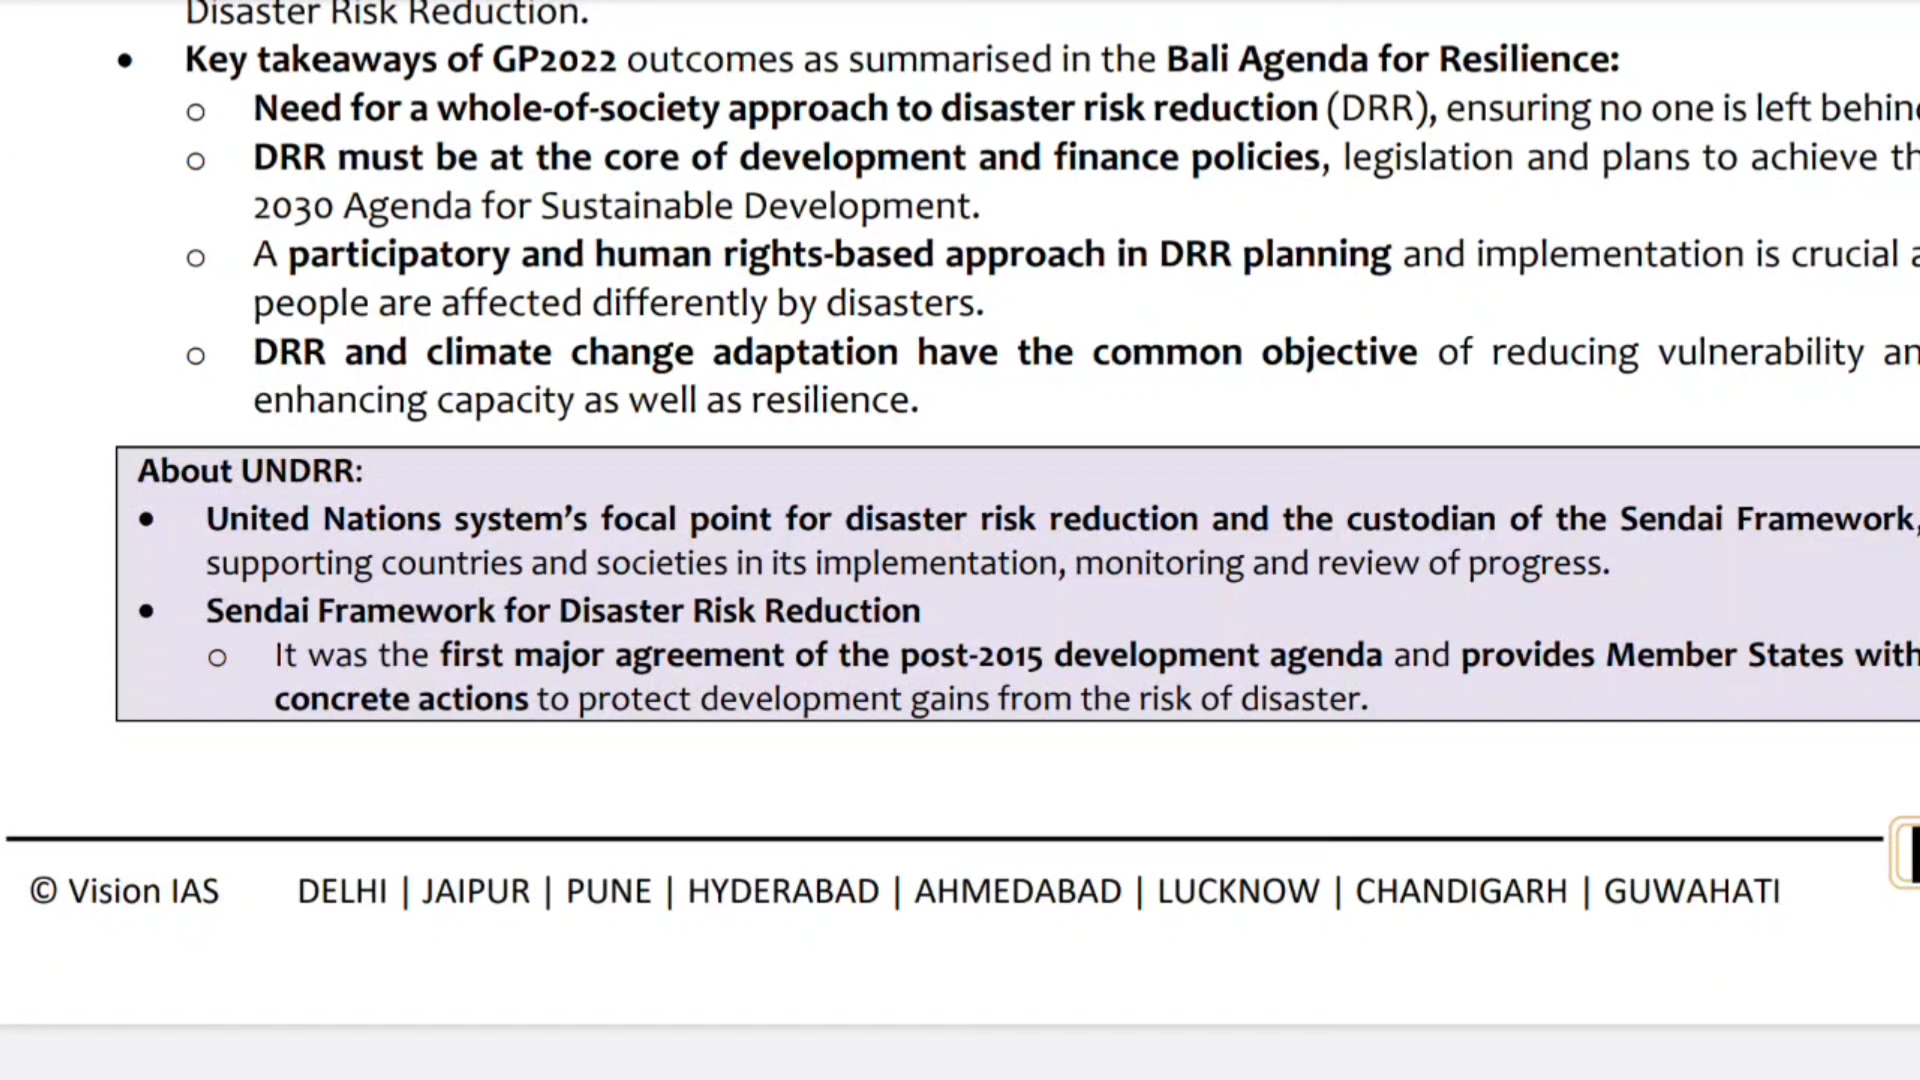 Disaster Risk Reduction.
• Key takeaways of GP2022 outcomes as summarised in the Bali Agenda for Resilience:
o Need for a whole-of-society approach to disaster risk reduction (DRR), ensuring no one is left
o DRR must be at the core of development and finance policies, legislation and plans to achieve
2030 Agenda for Sustainable Development.
o A participatory and human rights-based approach in DRR planning and implementation is crucial
people are affected differently by disasters.
o DRR and climate change adaptation have the common objective of reducing vulnerability
enhancing capacity as well as resilience.
About UNDRR:
• United Nations system's focal point for disaster risk reduction and the custodian of the Sendai Framework,
supporting countries and societies in its implementation, monitoring and review of progress.
• Sendai Framework for Disaster Risk Reduction
o It was the first major agreement of the post-2015 development agenda and provides Member States with
concrete actions to protect development gains from the risk of disaster.
© Vision IAS DELHI | JAIPUR | PUNE | HYDERABAD | AHMEDABAD | LUCKNOW | CHANDIGARH | GUWAHATI